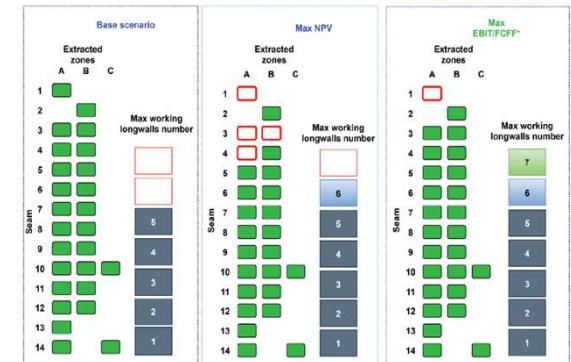 Base scenario
Extracted
zones
A B C
1
2
3
4
5
6
7
8
9
10
11
12
13
14
Seam
Max working
longwalls number
5
4
3
2
1
Max NPV
Extracted
zones
A B C
1
2
3
4
5
6
7
8
9
10
11
12
13
14
Seam
Max working
longwalls number
6
5
4
3
2
1
Max
EBIT/FCFF*
Extracted
zones
A B C
1
2
3
4
5
6
7
8
9
10
11
12
13
14
Seam
Max working
longwalls number
7
6
5
4
3
2
1